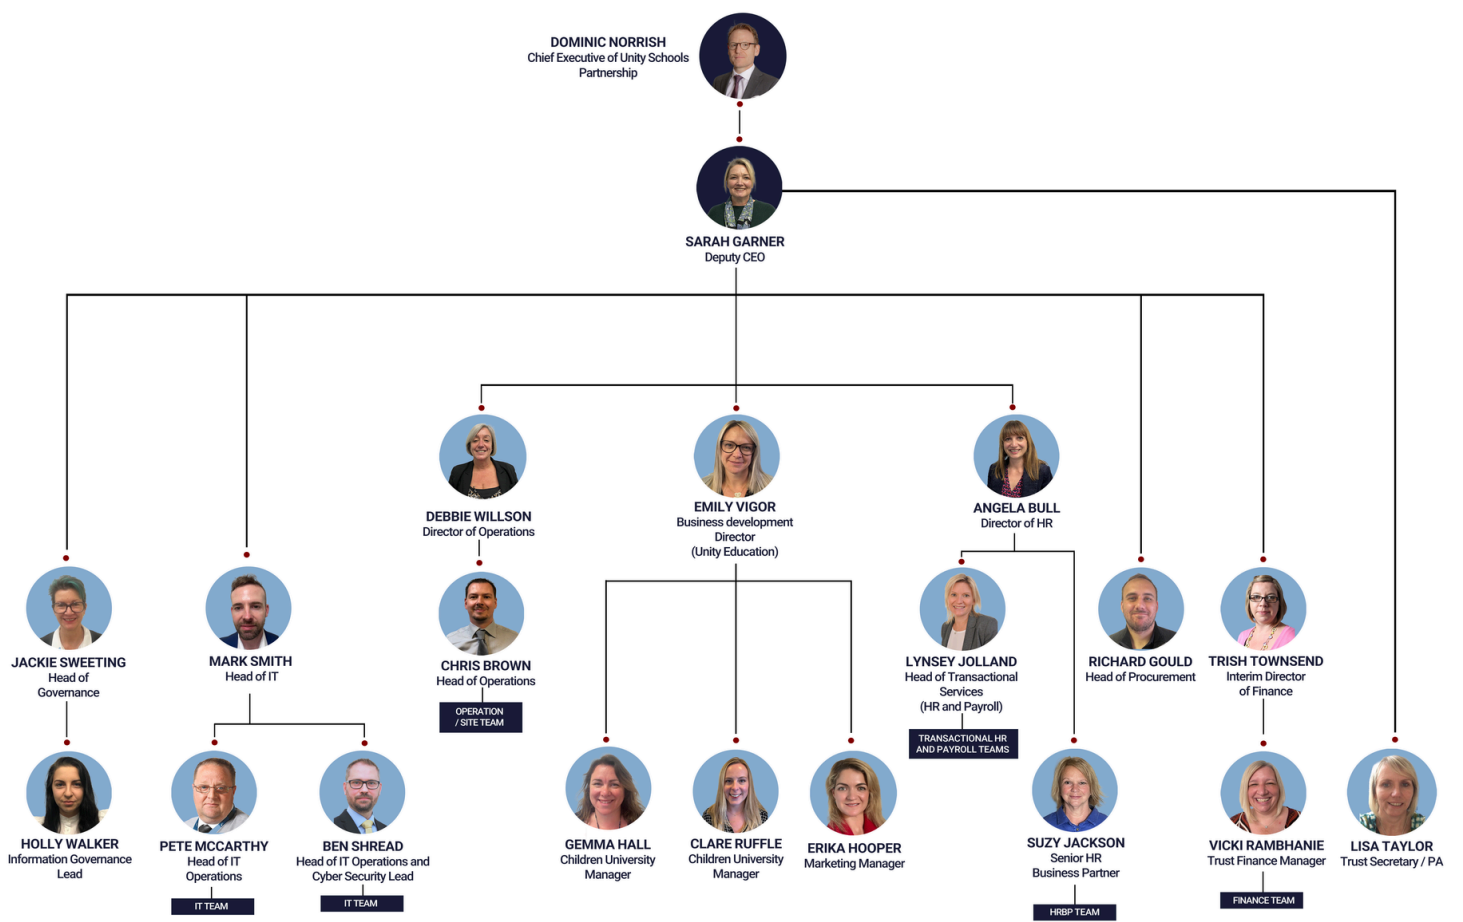 DOMINIC NORRISH
Chief Executive of Unity Schools
Partnership
SARAH GARNER
Deputy CEO
DEBBIE WILLSON
Director of Operations
EMILY VIGOR
Business development
Director
(Unity Education)
ANGELA BULL
Director of HR
JACKIE SWEETING
Head of
Governance
MARK SMITH
Head of IT
CHRIS BROWN
Head of Operations
OPERATION
/ SITE TEAM
LYNSEY JOLLAND
Head of Transactional
Services
(HR and Payroll)
TRANSACTIONAL HR
AND PAYROLL TEAMS
RICHARD GOULD
Head of Procurement
TRISH TOWNSEND
Interim Director
of Finance
HOLLY WALKER
Information Governance
Lead
PETE MCCARTHY
Head of IT
Operations
IT TEAM
BEN SHREAD
Head of IT Operations and
Cyber Security Lead
IT TEAM
GEMMA HALL
Children University
Manager
CLARE RUFFLE
Children University
Manager
ERIKA HOOPER
Marketing Manager
SUZY JACKSON
Senior HR
Business Partner
HRBP TEAM
VICKI RAMBHANIE
Trust Finance Manager
FINANCE TEAM
LISA TAYLOR
Trust Secretary / PA